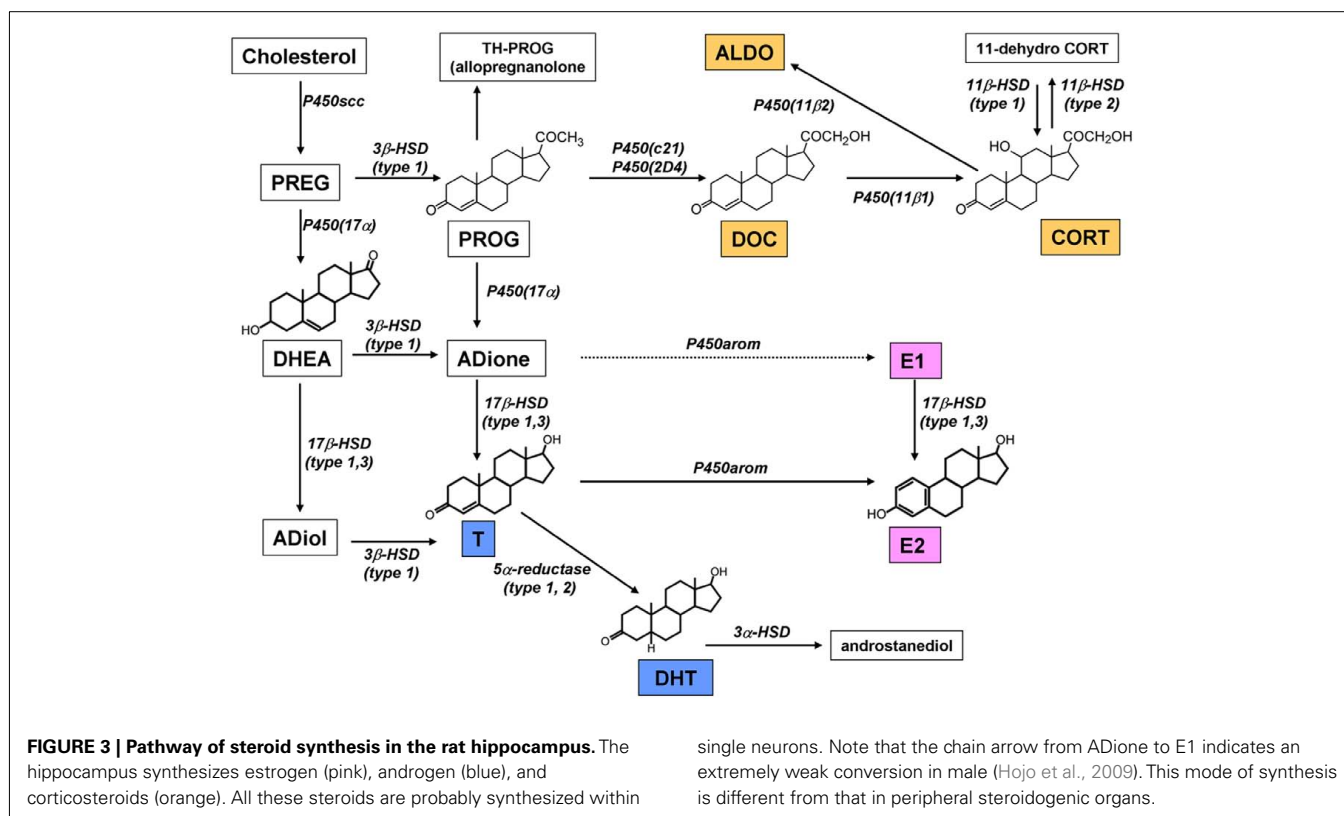 Cholesterol
P450scc
PREG
3β-HSD
(type 1)
TH-PROG
(allopregnanolone
COCH3
O
PROG
P450(c21)
P450(2D4)
COCH2OH
O
DOC
ALDO
P450(11β2)
P450(11β1)
11-dehydro CORT
11β-HSD
(type 1)
11β-HSD
(type 2)
COCH2OH
HO
O
CORT
P450(17α)
O
HO
DHEA
3β-HSD
(type 1)
P450(17α)
ADione
P450arom
E1
17β-HSD
(type 1,3)
17β-HSD
(type 1,3)
17β-HSD
(type 1,3)
OH
O
T
P450arom
OH
HO
E2
ADiol
3β-HSD
(type 1)
5α-reductase
(type 1, 2)
OH
O
H
DHT
3α-HSD
androstanediol
FIGURE 3 | Pathway of steroid synthesis in the rat hippocampus. The
hippocampus synthesizes estrogen (pink), androgen (blue), and
corticosteroids (orange). All these steroids are probably synthesized within
single neurons. Note that the chain arrow from ADione to E1 indicates an
extremely weak conversion in male (Hojo et al., 2009). This mode of synthesis
is different from that in peripheral steroidogenic organs.